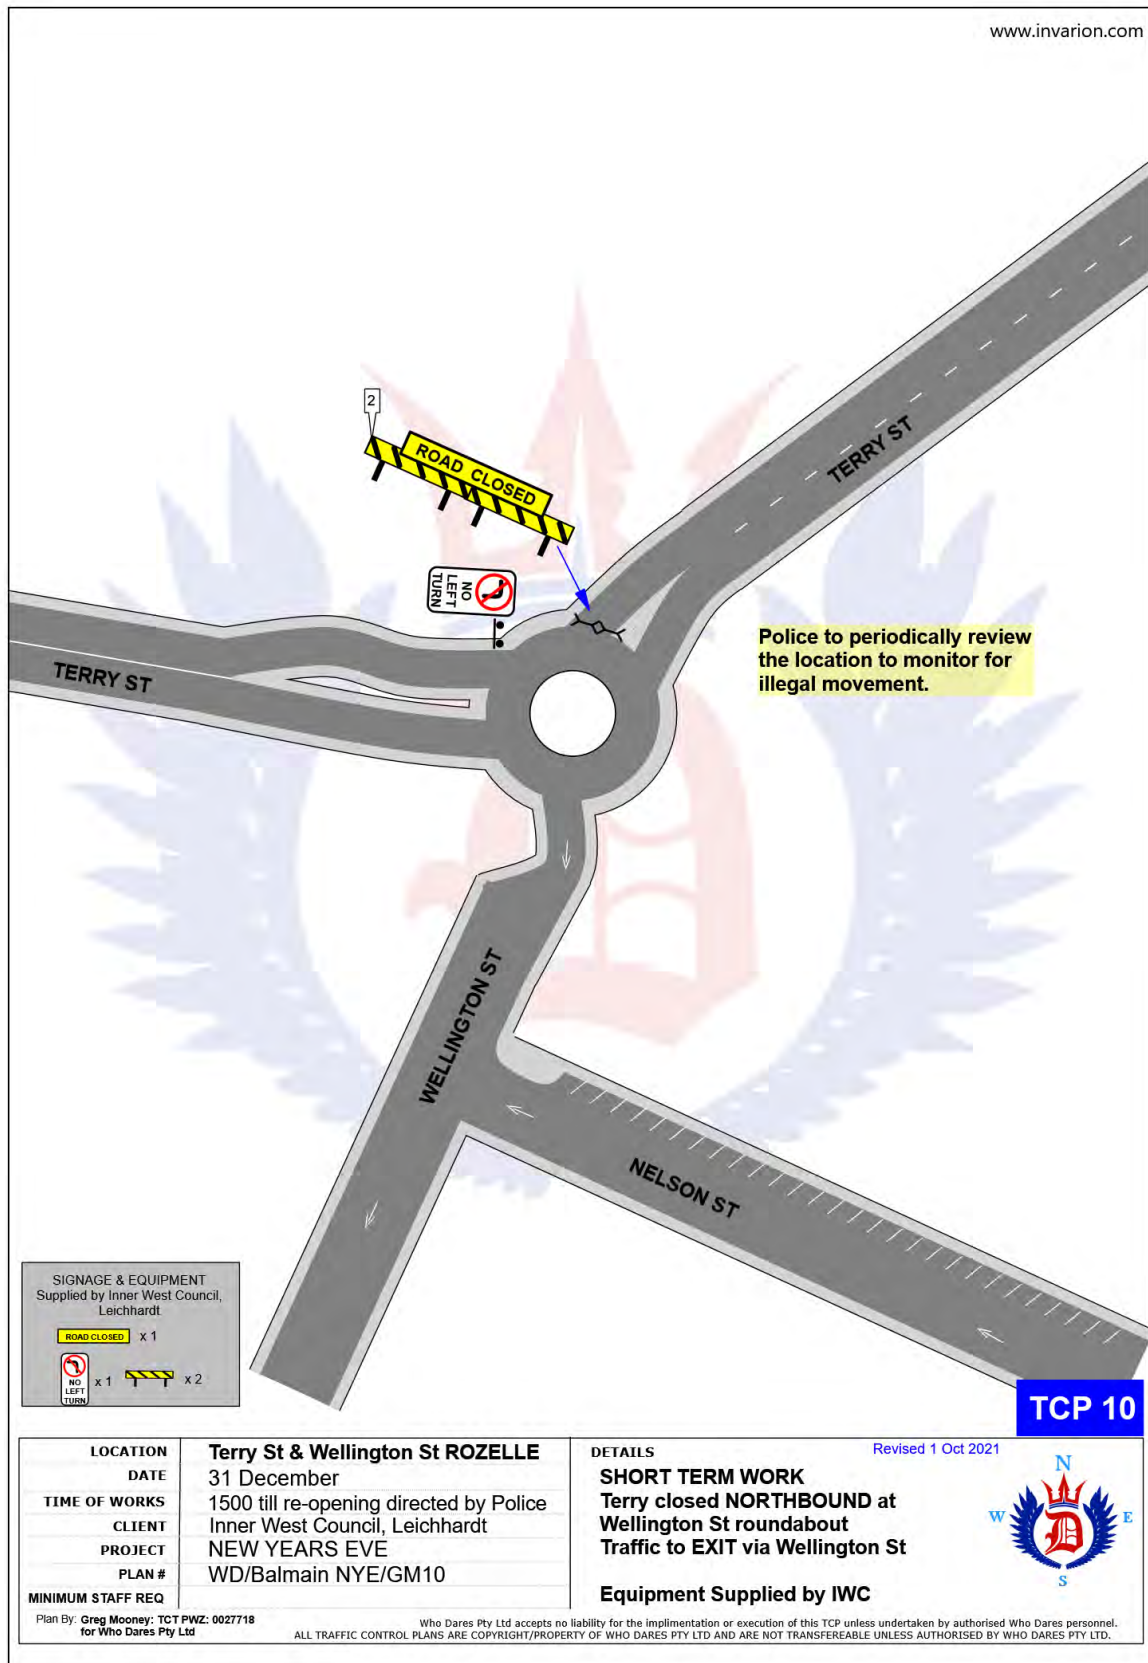 www.invarion.com
2
ROAD CLOSED
NO
LEFT
TURN
TERRY ST
TERRY ST
Police to periodically review
the location to monitor for
illegal movement.
WELLINGTON ST
NELSON ST
SIGNAGE & EQUIPMENT
Supplied by Inner West Council,
Leichhardt
ROAD CLOSED x 1
NO
LEFT
TURN
x 1
x 2
TCP 10
LOCATION Terry St & Wellington St ROZELLE
DATE 31 December
TIME OF WORKS 1500 till re-opening directed by Police
CLIENT Inner West Council, Leichhardt
PROJECT NEW YEARS EVE
PLAN # WD/Balmain NYE/GM10
MINIMUM STAFF REQ
DETAILS
Revised 1 Oct 2021
SHORT TERM WORK
Terry closed NORTHBOUND at
Wellington St roundabout
Traffic to EXIT via Wellington St
Equipment Supplied by IWC
N
W
E
D
S
Plan By: Greg Mooney: TCT PWZ: 0027718
for Who Dares Pty Ltd
Who Dares Pty Ltd accepts no liability for the implimentation or execution of this TCP unless undertaken by authorised Who Dares personnel.
ALL TRAFFIC CONTROL PLANS ARE COPYRIGHT/PROPERTY OF WHO DARES PTY LTD AND ARE NOT TRANSFEREABLE UNLESS AUTHORISED BY WHO DARES PTY LTD.